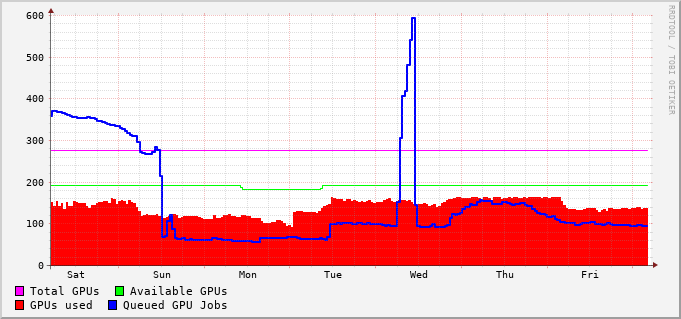 600
500
400
300
200
100
0
Sat Sun Mon Tue Wed Thu Fri
Total GPUs Available GPUs
GPUs used Queued GPU Jobs
RRDTOOL / TOBI OETIKER